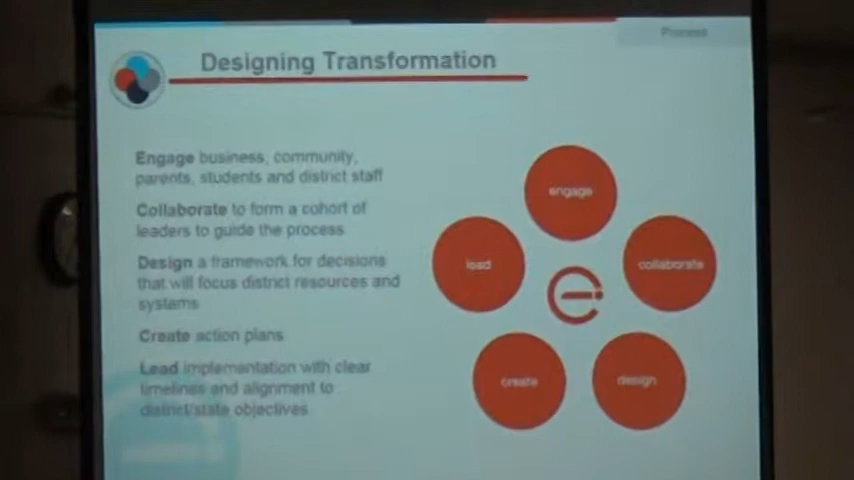 Process
Designing Transformation
Engage business, community,
parents, students and district staff
Collaborate to form a cohort of
leaders to guide the process
Design a framework for decisions
that will focus district resources and
systems
Create action plans
Lead implementation with clear
timelines and alignment to
district/state objectives
engage
collaborate
design
create
lead
ei